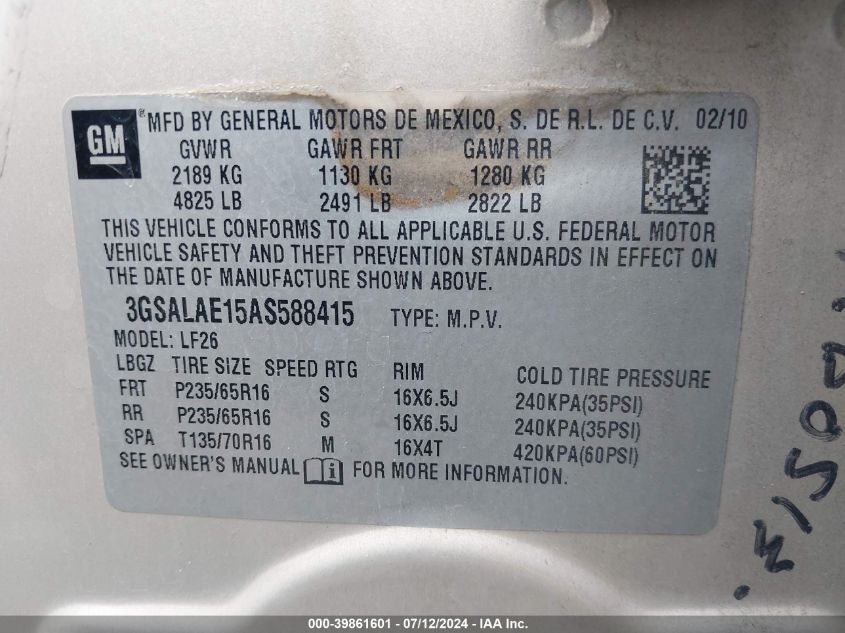 GM ® MFD BY GENERAL MOTORS DE MEXICO, S. DE R.L. DE C.V. 02/10
GVWR GAWR FRT GAWR RR
2189 KG 1130 KG 1280 KG
4825 LB 2491 LB 2822 LB
THIS VEHICLE CONFORMS TO ALL APPLICABLE U.S. FEDERAL MOTOR
VEHICLE SAFETY AND THEFT PREVENTION STANDARDS IN EFFECT ON
THE DATE OF MANUFACTURE SHOWN ABOVE.
3GSALAE15AS588415 TYPE: M.P.V.
MODEL: LF26
LBGZ TIRE SIZE SPEED RTG RIM COLD TIRE PRESSURE
FRT P235/65R16 S 16X6.5J 240KPA(35PSI)
RR P235/65R16 S 16X6.5J 240KPA(35PSI)
SPA T135/70R16 M 16X4T 420KPA(60PSI)
SEE OWNER'S MANUAL i FOR MORE INFORMATION.
000-39861601 - 07/12/2024 - IAA Inc.